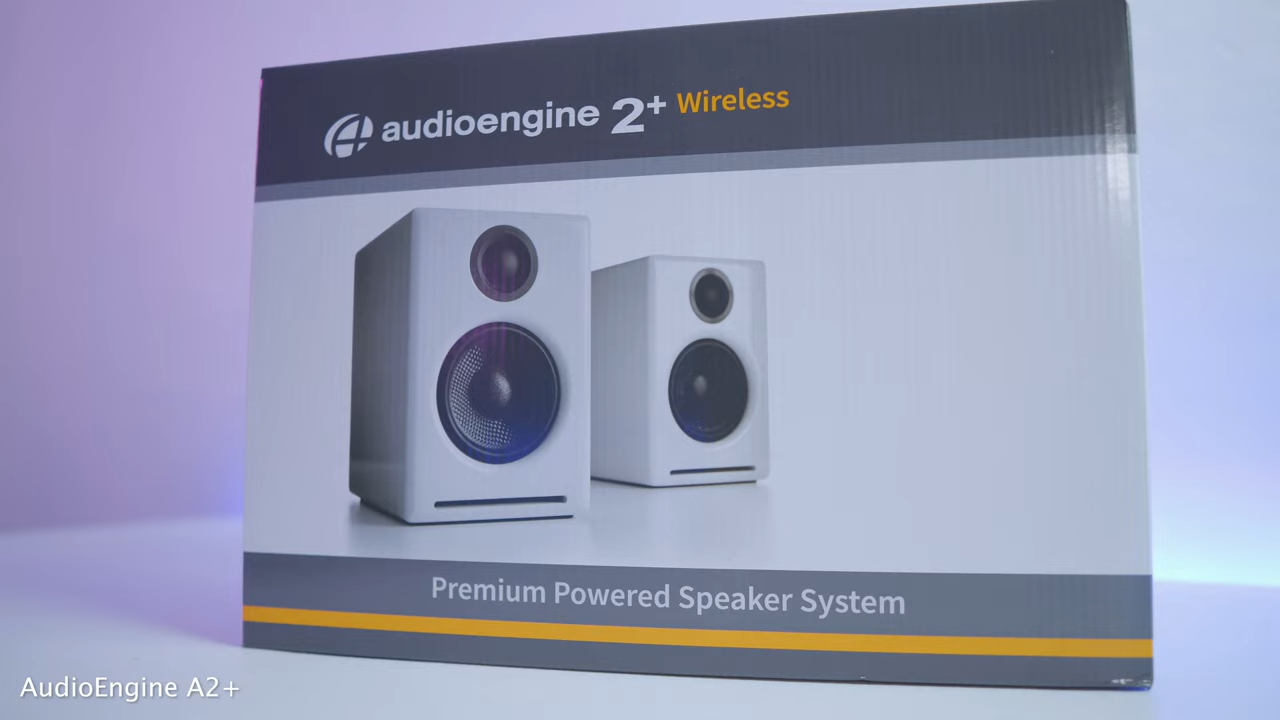 audioengine 2+ Wireless
Premium Powered Speaker System
AudioEngine A2+